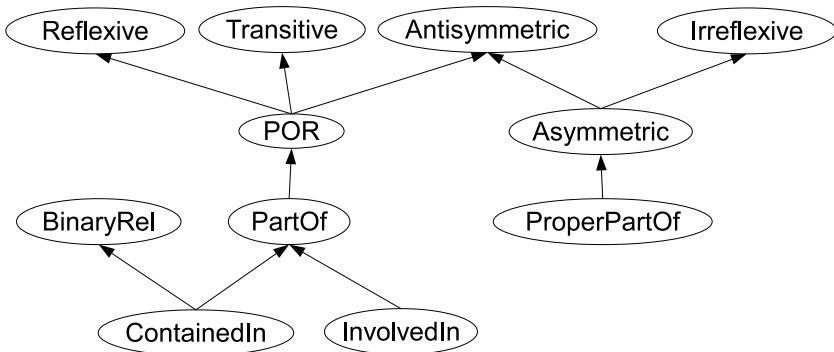 Reflexive
Transitive
Antisymmetric
Irreflexive
POR
Asymmetric
BinaryRel
PartOf
ProperPartOf
ContainedIn
InvolvedIn